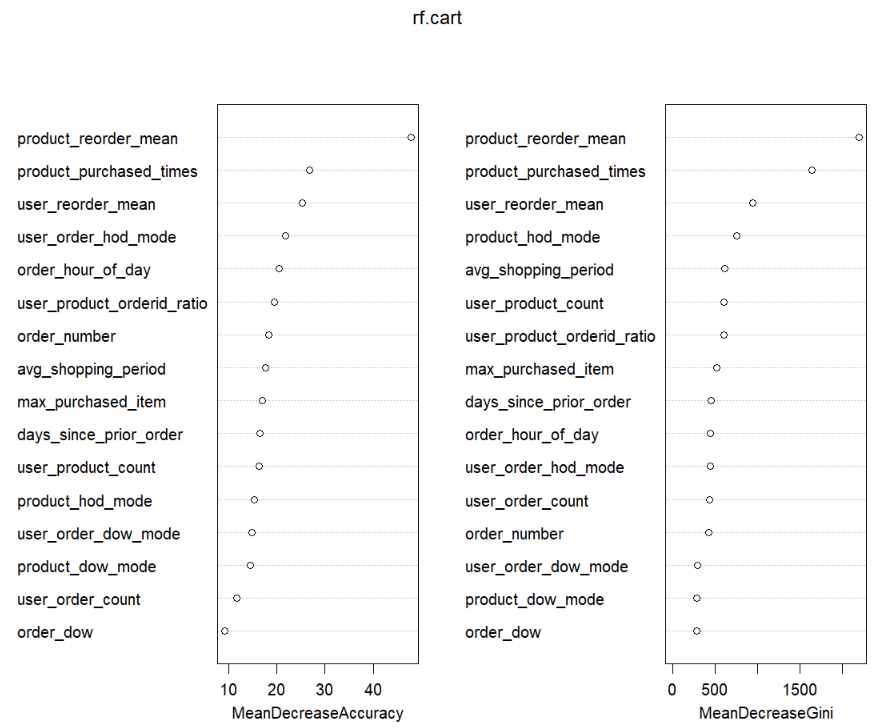 rf.cart
product_reorder_mean
product_purchased_times
user_reorder_mean
user_order_hod_mode
order_hour_of_day
user_product_orderid_ratio
order_number
avg_shopping_period
max_purchased_item
days_since_prior_order
user_product_count
product_hod_mode
user_order_dow_mode
product_dow_mode
user_order_count
order_dow
10 20 30 40
MeanDecreaseAccuracy
product_reorder_mean
product_purchased_times
user_reorder_mean
product_hod_mode
avg_shopping_period
user_product_count
user_product_orderid_ratio
max_purchased_item
days_since_prior_order
order_hour_of_day
user_order_hod_mode
user_order_count
order_number
user_order_dow_mode
product_dow_mode
order_dow
0 500 1500
MeanDecreaseGini